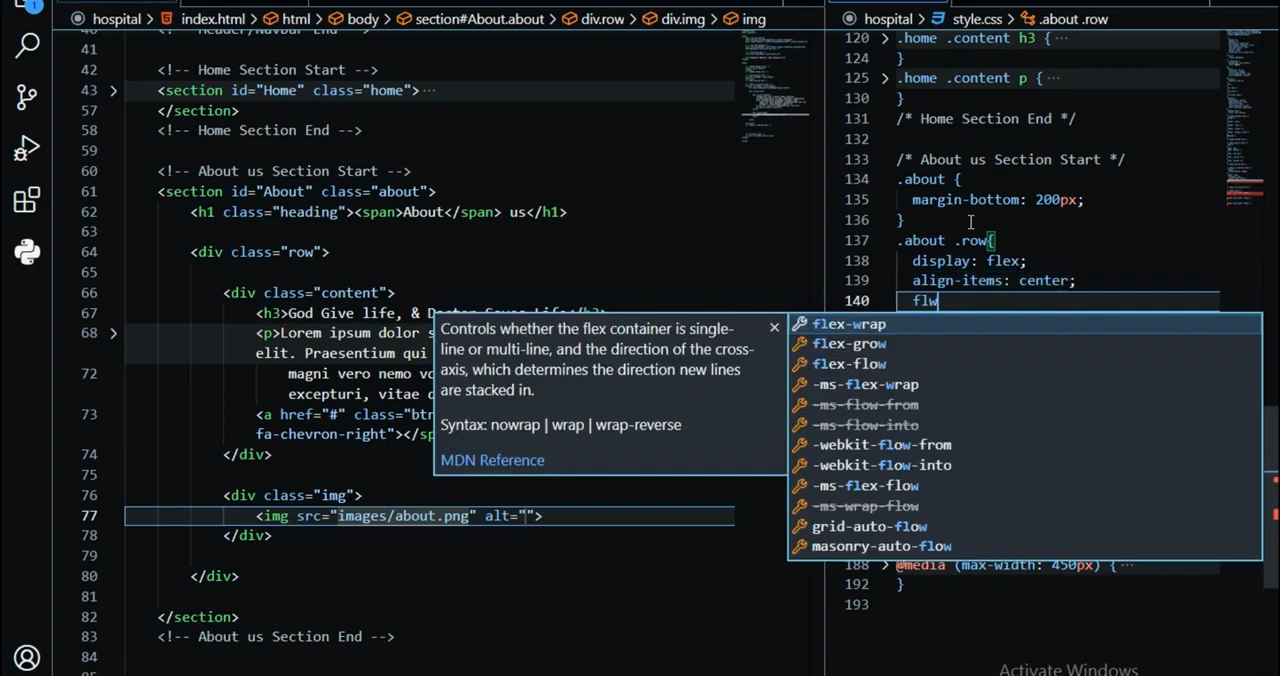 hospital > index.html > html > body > section#About.about > div.row > div.img > img
41
42 <!-- Home Section Start -->
43 <section id="Home" class="home">···
57 </section>
58 <!-- Home Section End -->
59
60 <!-- About us Section Start -->
61 <section id="About" class="about">
62 <h1 class="heading"><span>About</span> us</h1>
63
64 <div class="row">
65
66 <div class="content">
67 <h3>God Give life, &
68 <p>Lorem ipsum dolor s
elit. Praesentium qui
72 magni vero nemo
excepturi, vitae
73 <a href="#" class="btn
fa-chevron-right"></
74 </div>
75
76 <div class="img">
77 <img src="images/about.png" alt="">
78 </div>
79
80 </div>
81
82 </section>
83 <!-- About us Section End -->
84
Controls whether the flex container is single-
line or multi-line, and the direction of the cross-
axis, which determines the direction new lines
are stacked in.
Syntax: nowrap | wrap | wrap-reverse
MDN Reference
hospital > style.css > .about .row
120 .home .content h3 {···
124 }
125 .home .content p {···
130 }
131 /* Home Section End */
132
133 /* About us Section Start */
134 .about {
135 margin-bottom: 200px;
136 }
137 .about .row{
138 display: flex;
139 align-items: center;
140 flw
flex-wrap
flex-grow
flex-flow
-ms-flex-wrap
-ms-flow-from
-ms-flow-into
-webkit-flow-from
-webkit-flow-into
-ms-flex-flow
-ms-wrap-flow
grid-auto-flow
masonry-auto-flow
188 @media (max-width: 450px) {···
192 }
193
Activate Windows